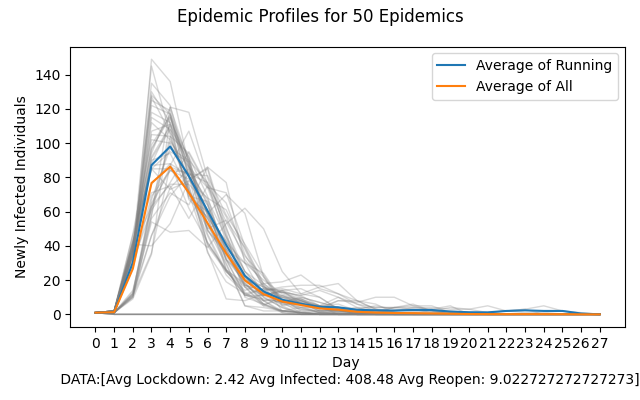 Epidemic Profiles for 50 Epidemics
Average of Running
Average of All
Newly Infected Individuals
140
120
100
80
60
40
20
0
0 1 2 3 4 5 6 7 8 9 10 11 12 13 14 15 16 17 18 19 20 21 22 23 24 25 26 27
Day
DATA:[Avg Lockdown: 2.42 Avg Infected: 408.48 Avg Reopen: 9.022727272727273]